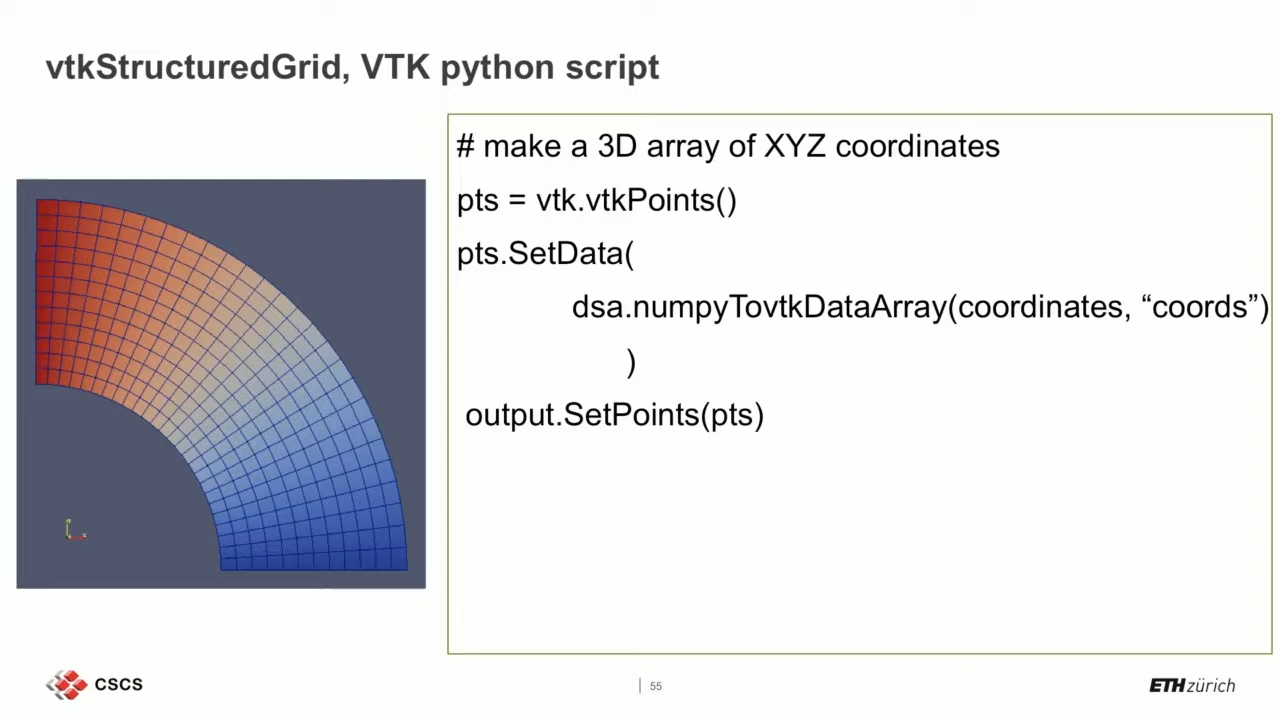 vtkStructuredGrid, VTK python script
# make a 3D array of XYZ coordinates
pts = vtk.vtkPoints()
pts.SetData(
dsa.numpyTovtkDataArray(coordinates, “coords”)
)
output.SetPoints(pts)
CSCS
55
ETH zürich